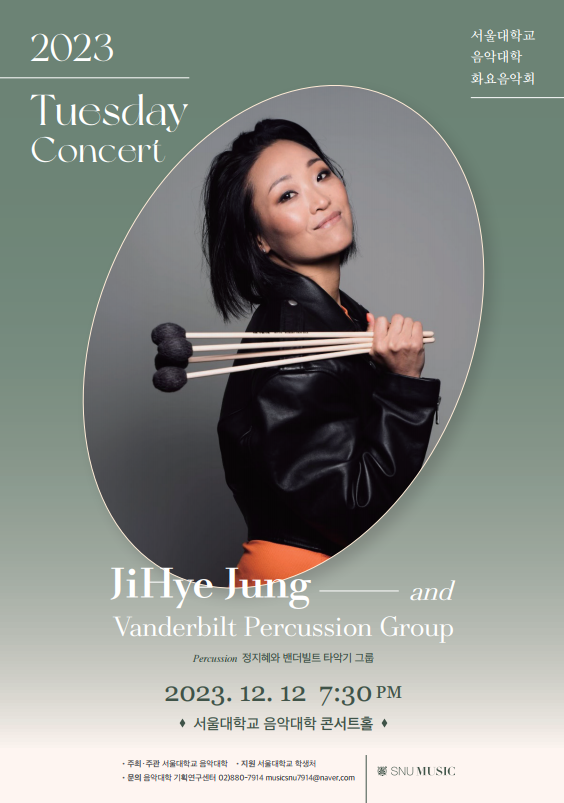 2023
Tuesday
Concert
서울대학교
음악대학
화요음악회
JiHye Jung and
Vanderbilt Percussion Group
Percussion 정지혜와 밴더빌트 타악기 그룹
2023. 12. 12 7:30 PM
♦ 서울대학교 음악대학 콘서트홀 ♦
· 주최·주관 서울대학교 음악대학 · 지원 서울대학교 학생처
· 문의 음악대학 기획연구센터 02)880-7914 musicsnu7914@naver.com
SNU MUSIC